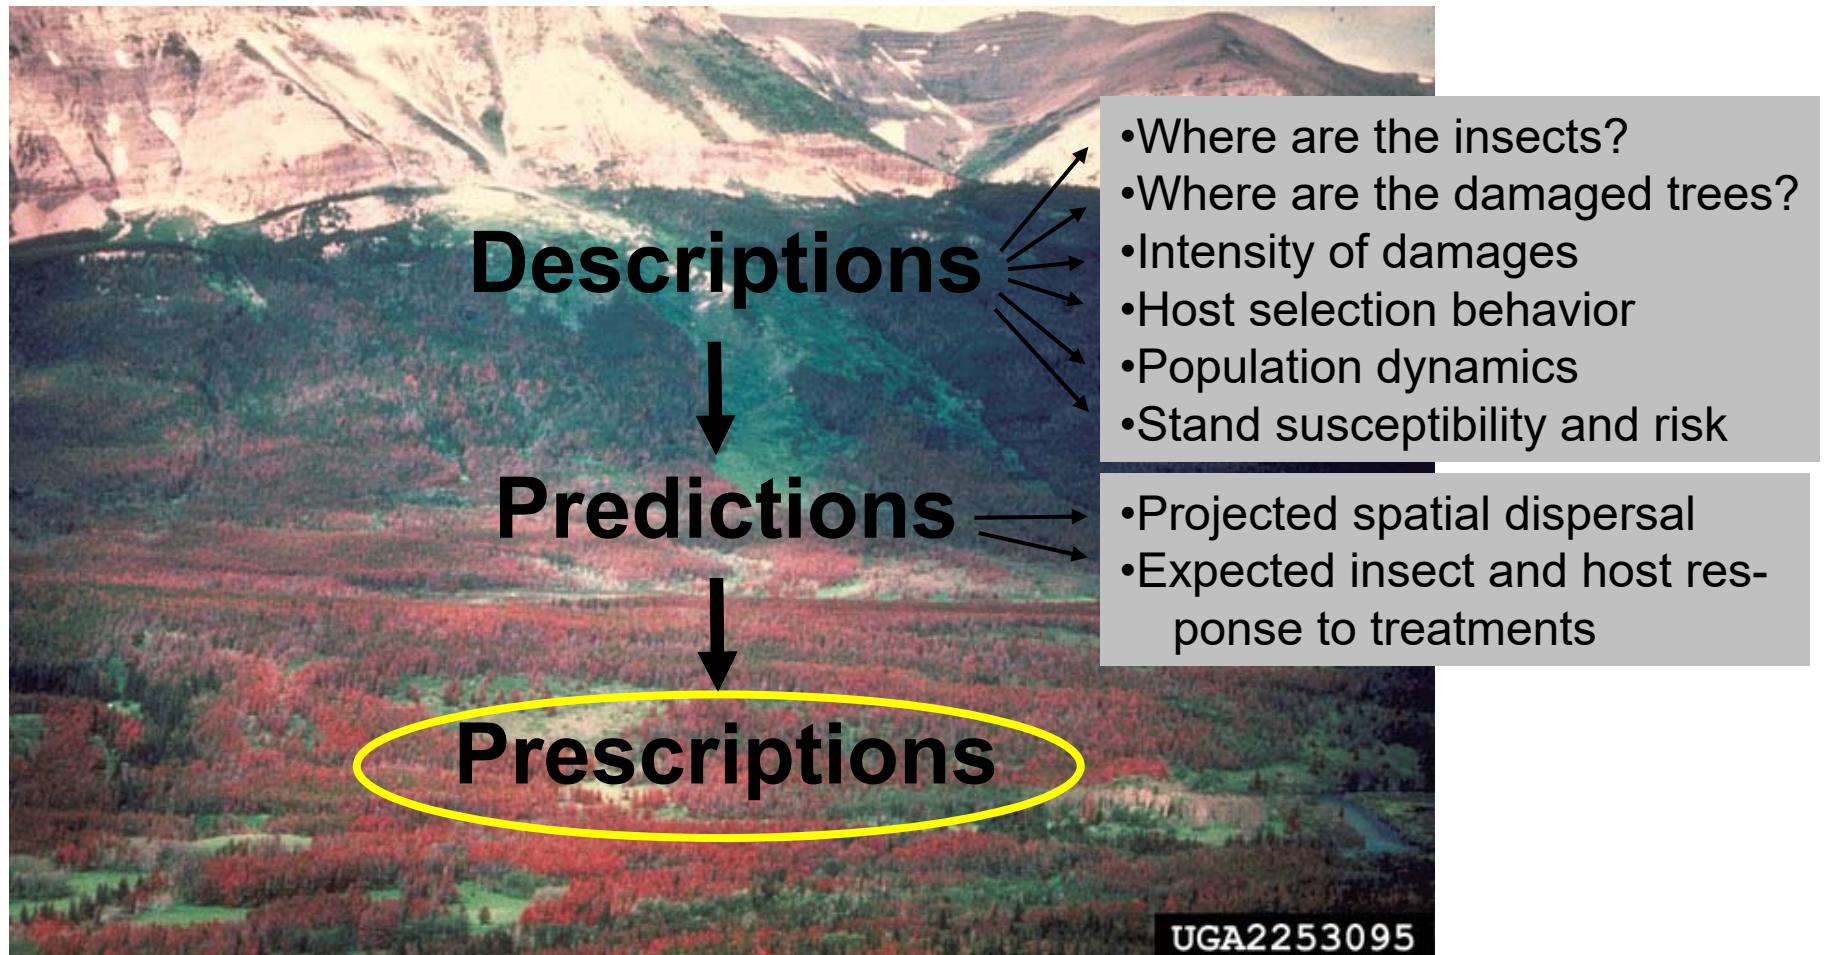 Descriptions
•Where are the insects?
•Where are the damaged trees?
•Intensity of damages
•Host selection behavior
•Population dynamics
•Stand susceptibility and risk
Predictions
•Projected spatial dispersal
•Expected insect and host res-
ponse to treatments
Prescriptions
UGA2253095